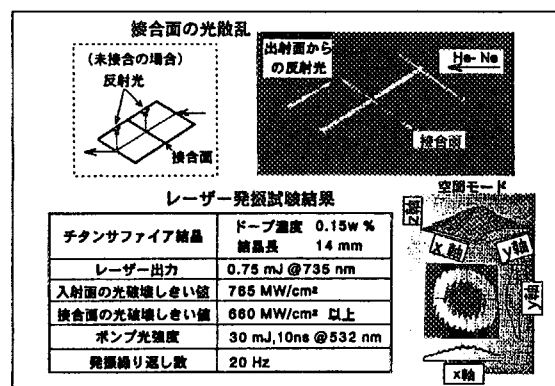 接合面の光散乱
(未接合の場合)
反射光
接合面
出射面から
の反射光
He-Ne
接合面
レーザー発振試験結果
チタンサファイア結晶
ドープ濃度 0.15w %
結晶長 14 mm
レーザー出力 0.75 mJ @735 nm
入射面の光破壊しきい値 765 MW/cm²
接合面の光破壊しきい値 660 MW/cm² 以上
ポンプ光強度 30 mJ,10ns @532 nm
発振繰り返し数 20 Hz
空間モード
z軸
x軸
y軸
y軸
x軸